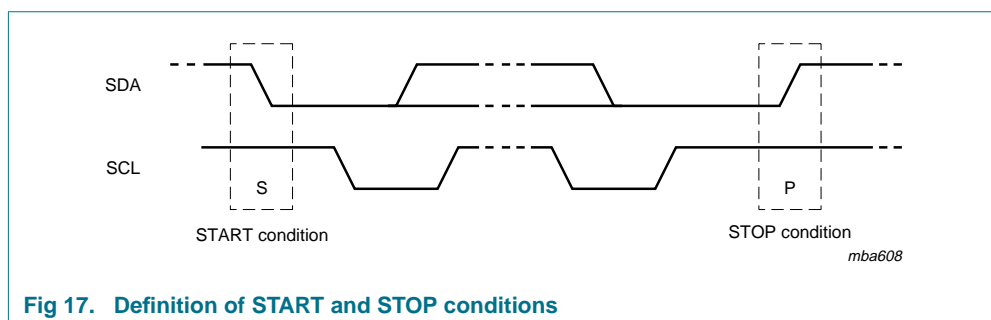 SDA
SCL
S
P
START condition
STOP condition
mba608
Fig 17. Definition of START and STOP conditions